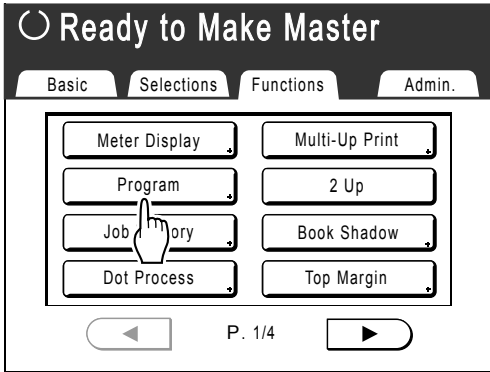 Ready to Make Master
Basic Selections Functions Admin.
Meter Display Multi-Up Print
Program 2 Up
Job ory Book Shadow
Dot Process Top Margin
P. 1/4